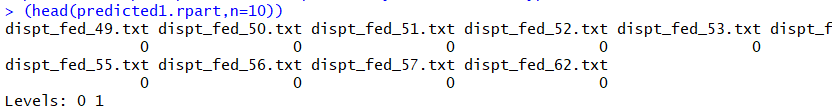 > (head(predicted1.rpart,n=10))
dispt_fed_49.txt dispt_fed_50.txt dispt_fed_51.txt dispt_fed_52.txt dispt_fed_53.txt dispt_f
0 0 0 0 0
dispt_fed_55.txt dispt_fed_56.txt dispt_fed_57.txt dispt_fed_62.txt
0 0 0 0
Levels: 0 1